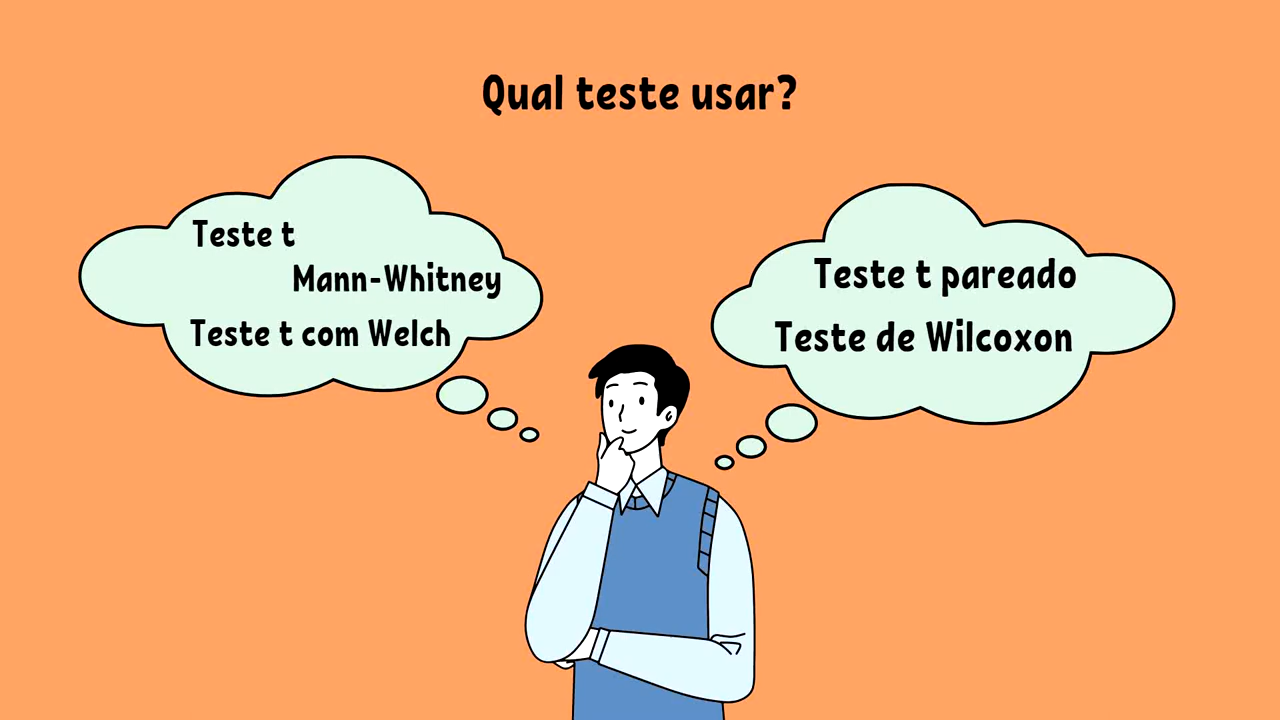 Qual teste usar?
Teste t
Mann-Whitney
Teste t com Welch
Teste t pareado
Teste de Wilcoxon